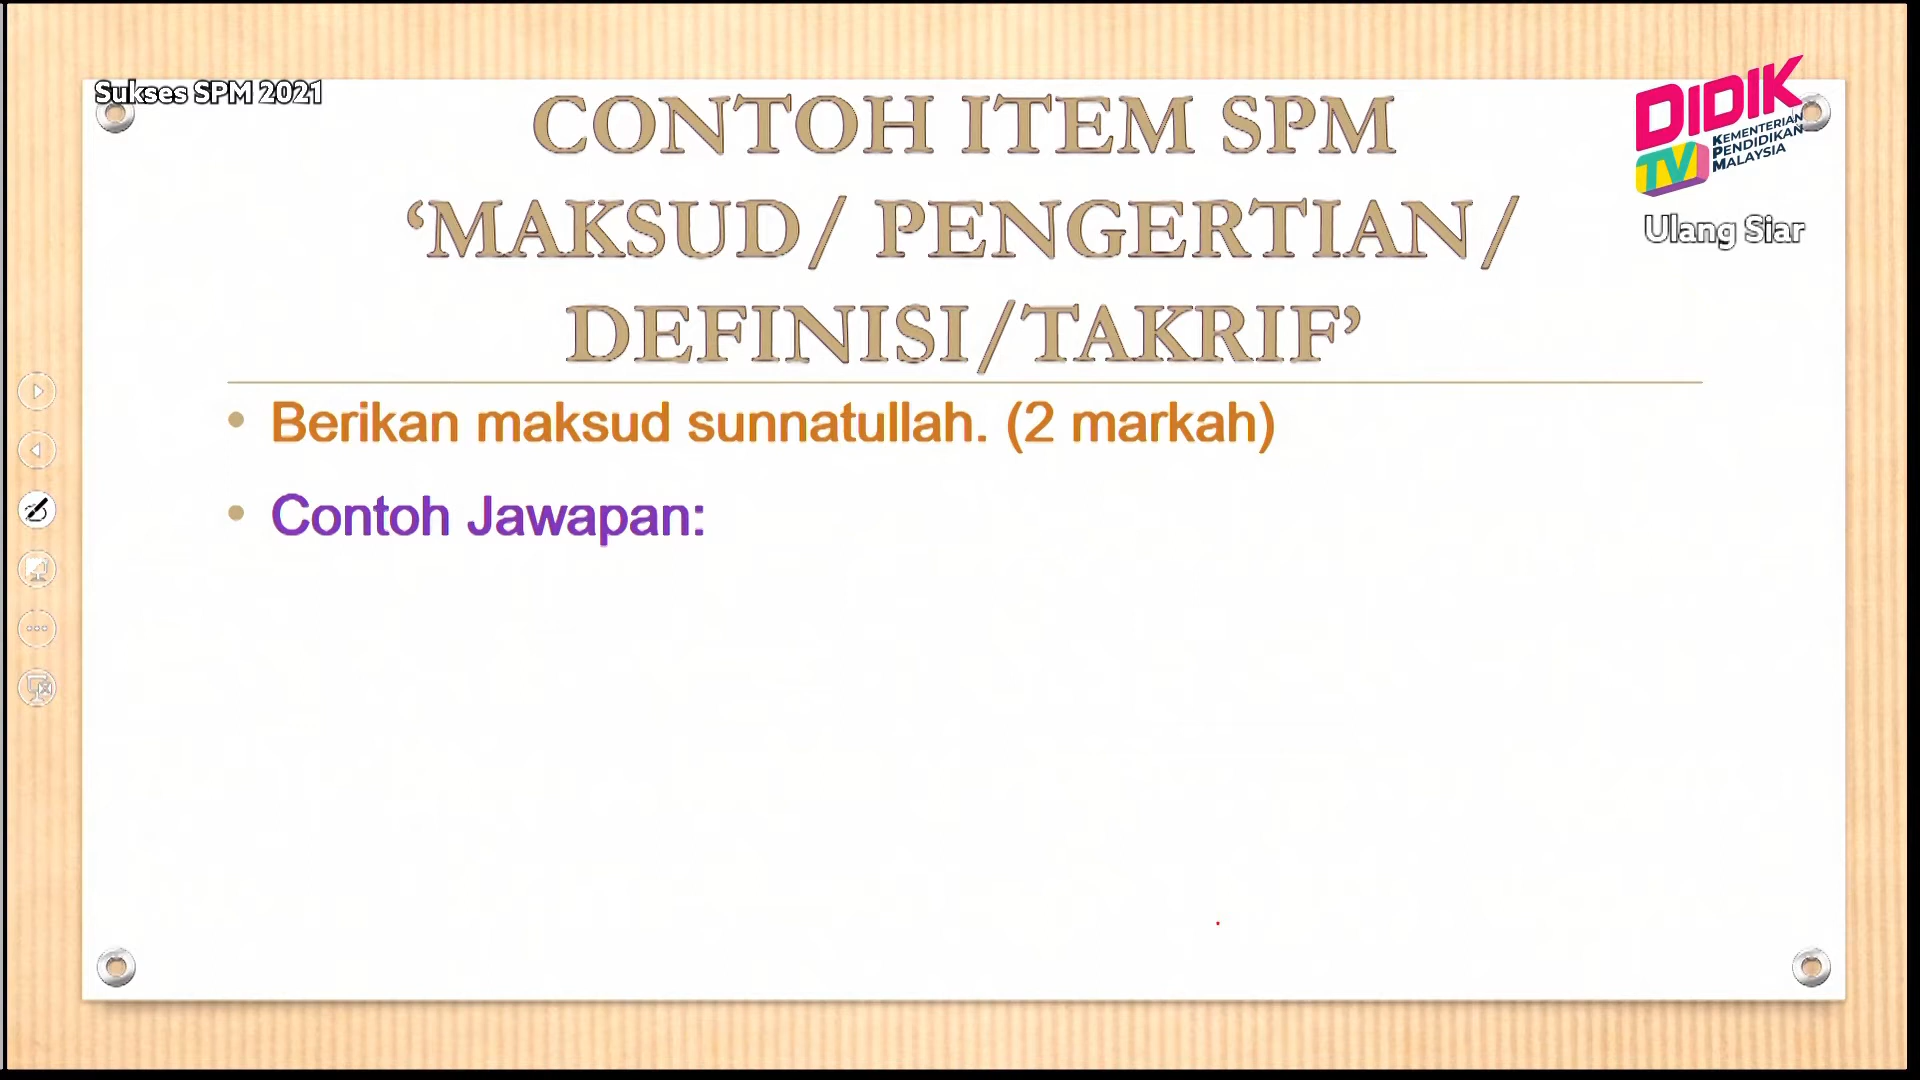 Sukses SPM 2021
CONTOH ITEM SPM
‘MAKSUD/ PENGERTIAN/
DEFINISI/TAKRIF’
DIDIK
TV
KEMENTERIAN
PENDIDIKAN
MALAYSIA
Ulang Siar
• Berikan maksud sunnatullah. (2 markah)
• Contoh Jawapan: